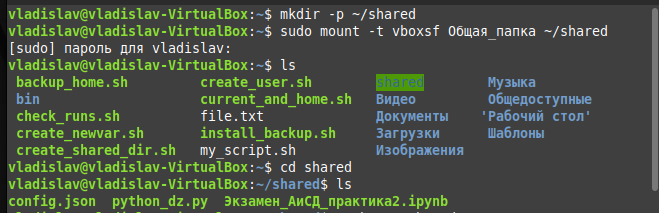 vladislav@vladislav-VirtualBox:~$ mkdir -p ~/shared
vladislav@vladislav-VirtualBox:~$ sudo mount -t vboxsf Общая_папка ~/shared
[sudo] пароль для vladislav:
vladislav@vladislav-VirtualBox:~$ ls
backup_home.sh create_user.sh shared Музыка
bin current_and_home.sh Видео Общедоступные
check_runs.sh file.txt Документы 'Рабочий стол'
create_newvar.sh install_backup.sh Загрузки Шаблоны
create_shared_dir.sh my_script.sh Изображения
vladislav@vladislav-VirtualBox:~$ cd shared
vladislav@vladislav-VirtualBox:~/shared$ ls
config.json python_dz.py Экзамен_АиСД_практика2.ipynb